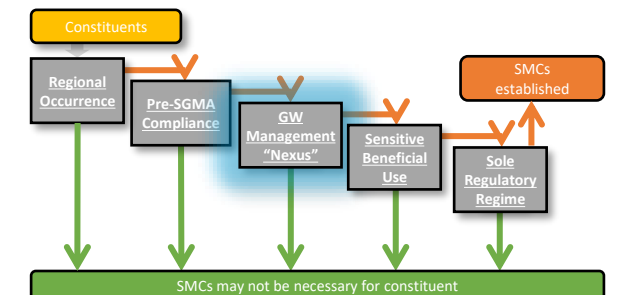 Constituents
Regional
Occurrence
Pre-SGMA
Compliance
GW
Management
“Nexus”
Sensitive
Beneficial
Use
Sole
Regulatory
Regime
SMCs
established
SMCs may not be necessary for constituent